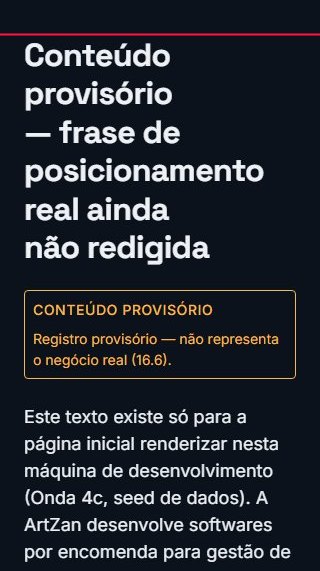 Conteúdo
provisório
— frase de
posicionamento
real ainda
não redigida
CONTEÚDO PROVISÓRIO
Registro provisório — não representa
o negócio real (16.6).
Este texto existe só para a
página inicial renderizar nesta
máquina de desenvolvimento
(Onda 4c, seed de dados). A
ArtZan desenvolve softwares
por encomenda para gestão de